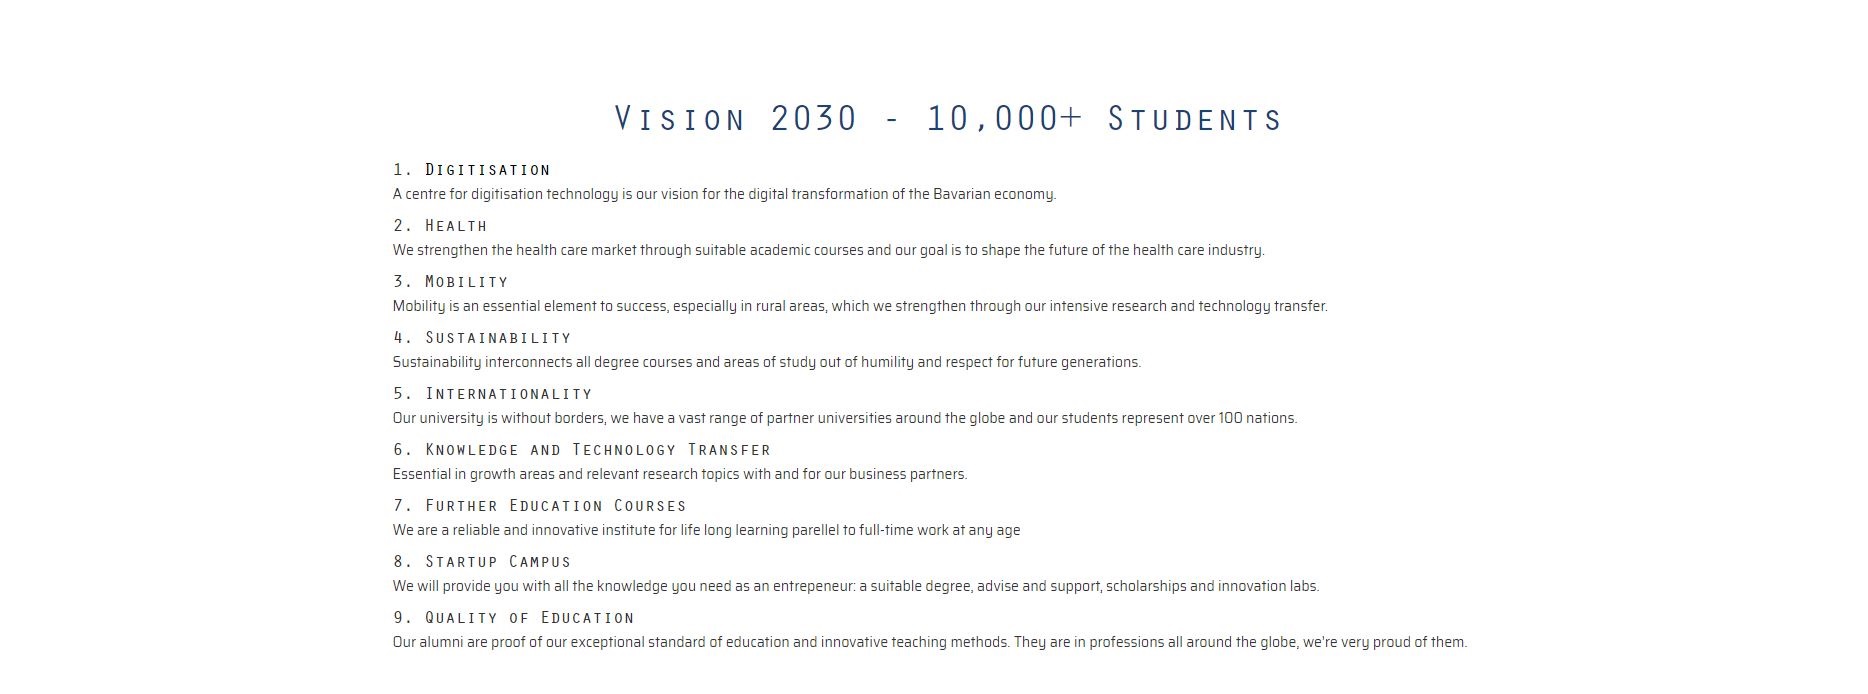 Vision 2030 - 10,000+ Students
1. Digitisation
A centre for digitisation technology is our vision for the digital transformation of the Bavarian economy.
2. Health
We strengthen the health care market through suitable academic courses and our goal is to shape the future of the health care industry.
3. Mobility
Mobility is an essential element to success, especially in rural areas, which we strengthen through our intensive research and technology transfer.
4. Sustainability
Sustainability interconnects all degree courses and areas of study out of humility and respect for future generations.
5. Internationality
Our university is without borders, we have a vast range of partner universities around the globe and our students represent over 100 nations.
6. Knowledge and Technology Transfer
Essential in growth areas and relevant research topics with and for our business partners.
7. Further Education Courses
We are a reliable and innovative institute for life long learning parellel to full-time work at any age
8. Startup Campus
We will provide you with all the knowledge you need as an entrepeneur: a suitable degree, advise and support, scholarships and innovation labs.
9. Quality of Education
Our alumni are proof of our exceptional standard of education and innovative teaching methods. They are in professions all around the globe, we're very proud of them.